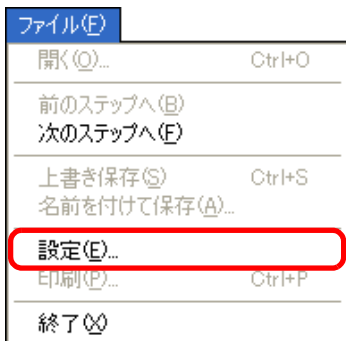 ファイル(F)
開く(O)... Ctrl+O
前のステップへ(B)
次のステップへ(F)
上書き保存(S) Ctrl+S
名前を付けて保存(A)...
設定(E)...
印刷(P)... Ctrl+P
終了(X)